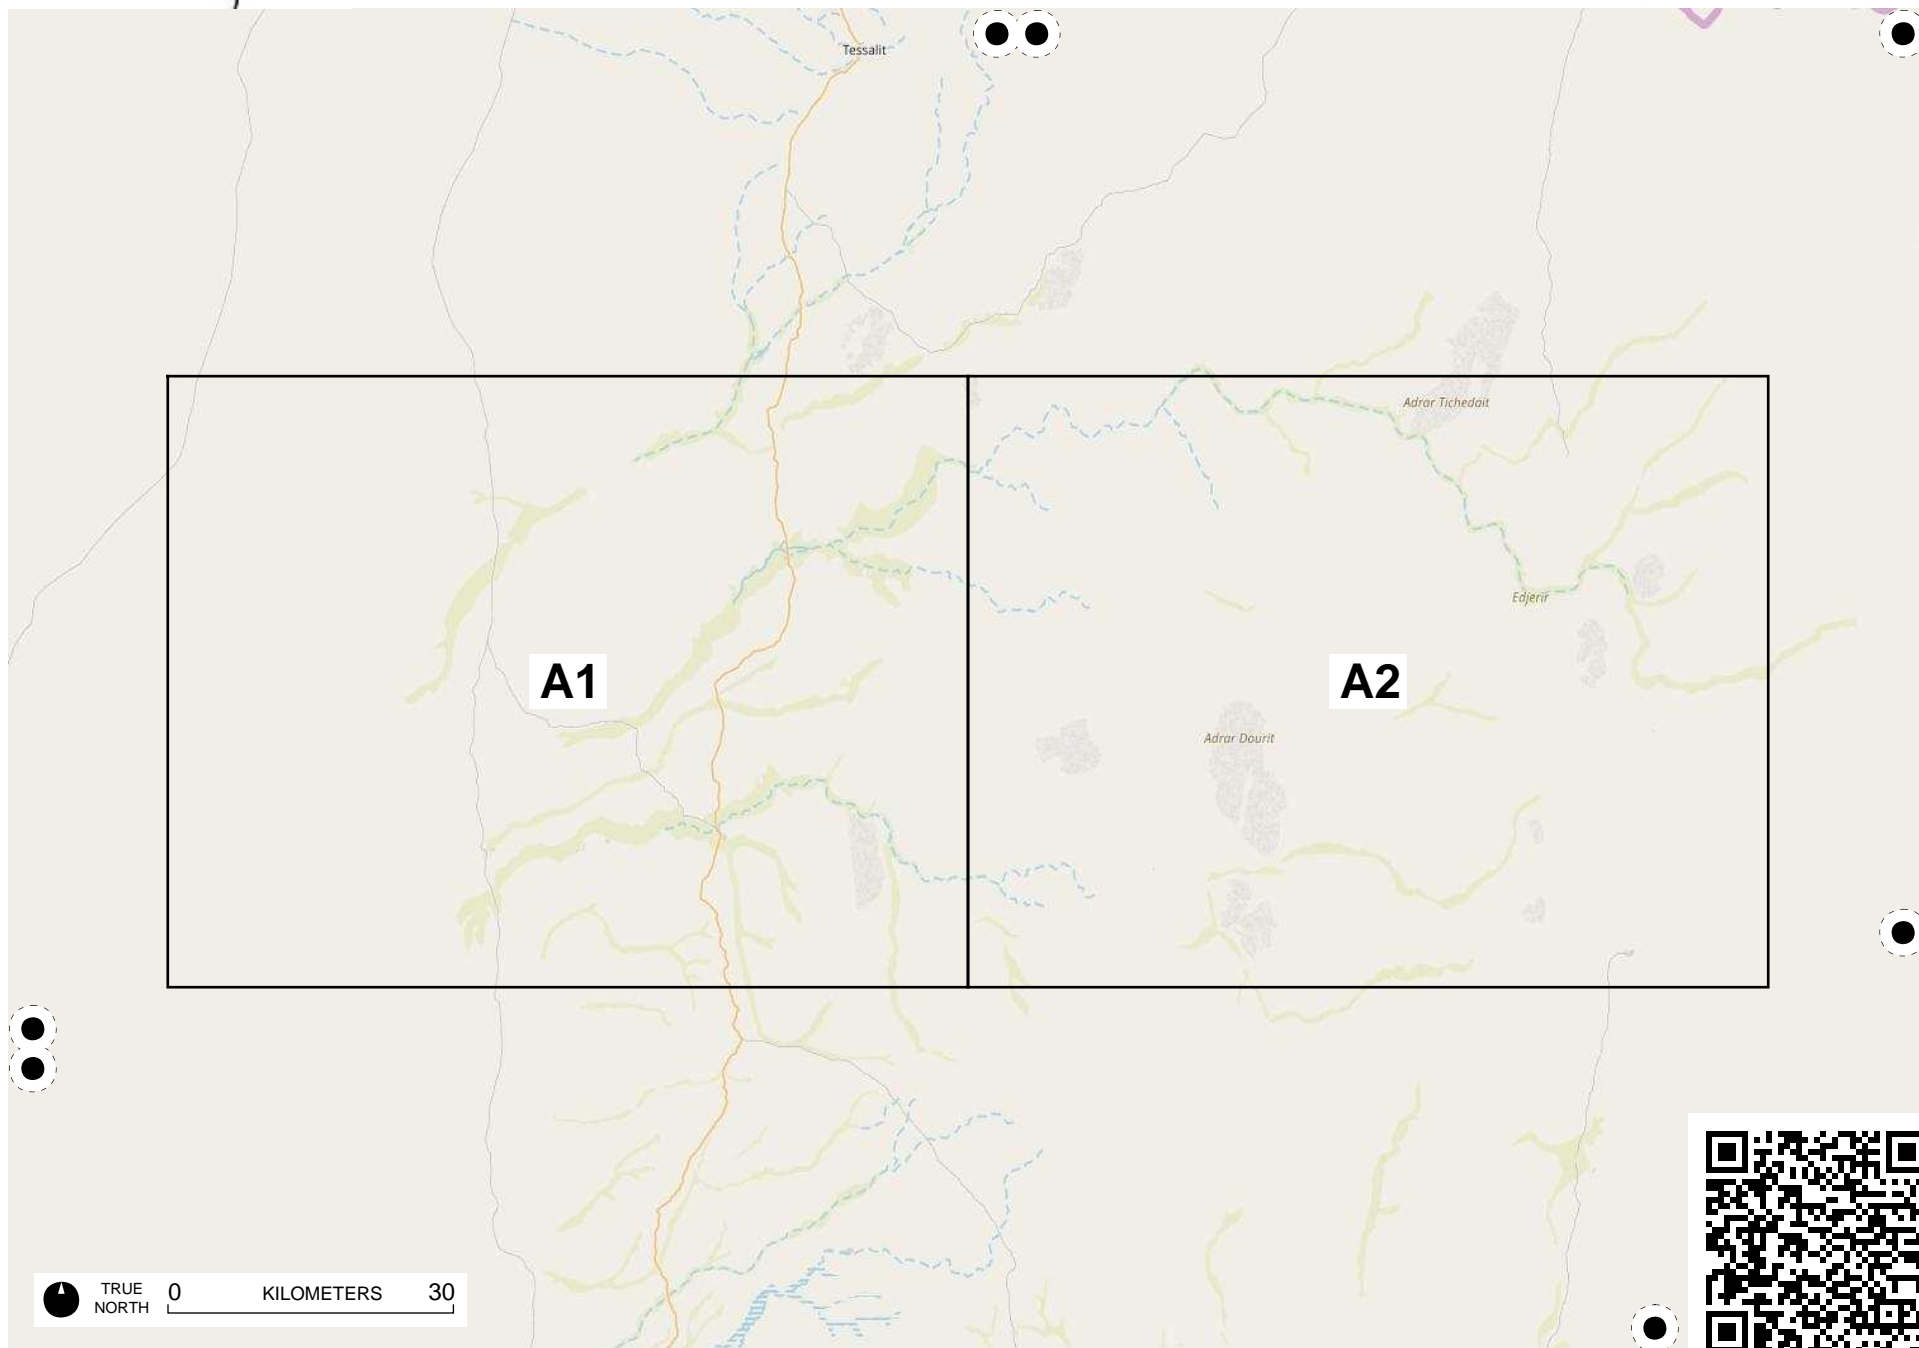 Tessalit
Adrar Tichedait
Edjerir
A1
A2
Adrar Dourit
TRUE
NORTH
0 KILOMETERS 30